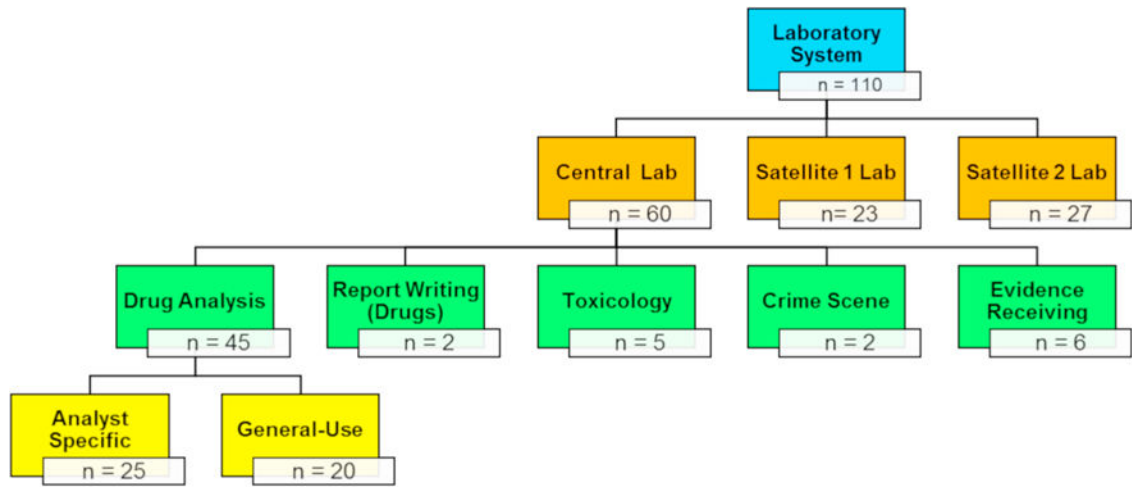 Laboratory
System
n = 110
Central Lab
n = 60
Satellite 1 Lab
n= 23
Satellite 2 Lab
n = 27
Drug Analysis
n = 45
Report Writing
(Drugs)
n = 2
Toxicology
n = 5
Crime Scene
n = 2
Evidence
Receiving
n = 6
Analyst
Specific
n = 25
General-Use
n = 20